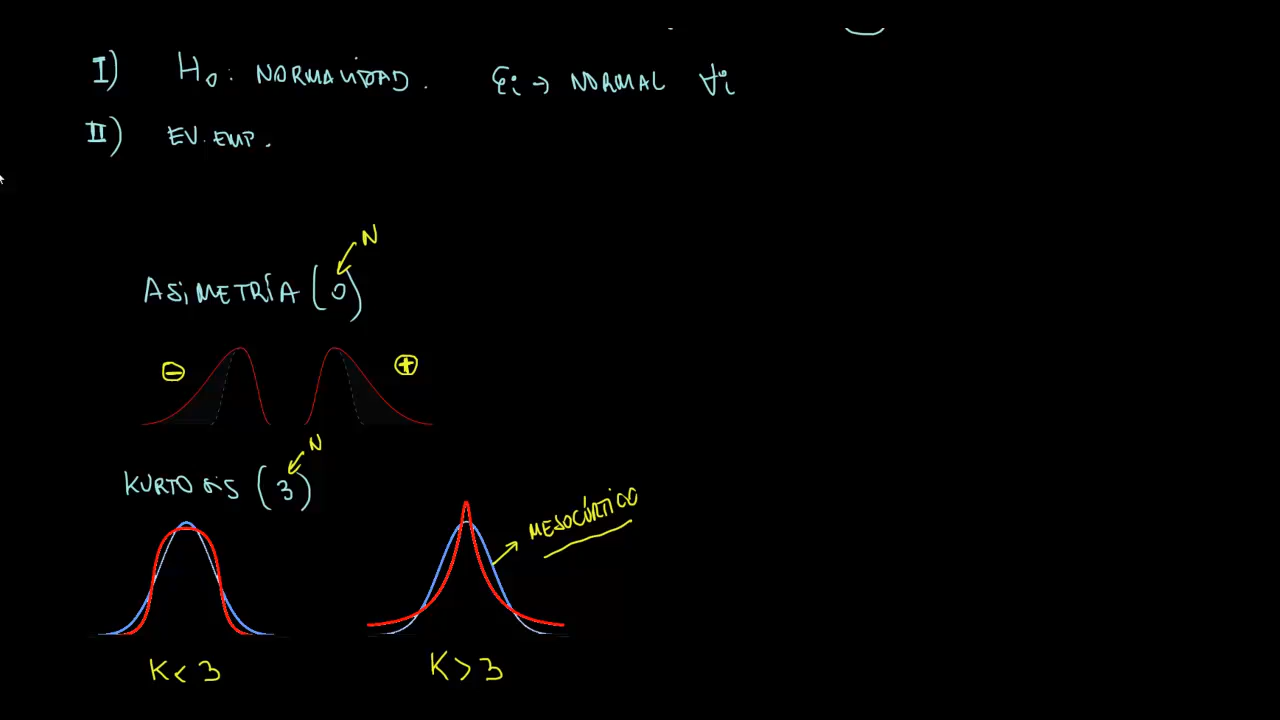 I) H₀: NORMALIDAD. εᵢ → NORMAL ∀ᵢ
II) EV. EMP.
N
ASIMETRÍA (0)
− +
N
KURTOSIS (3)
MESOCÚRTICO
K < 3 K > 3